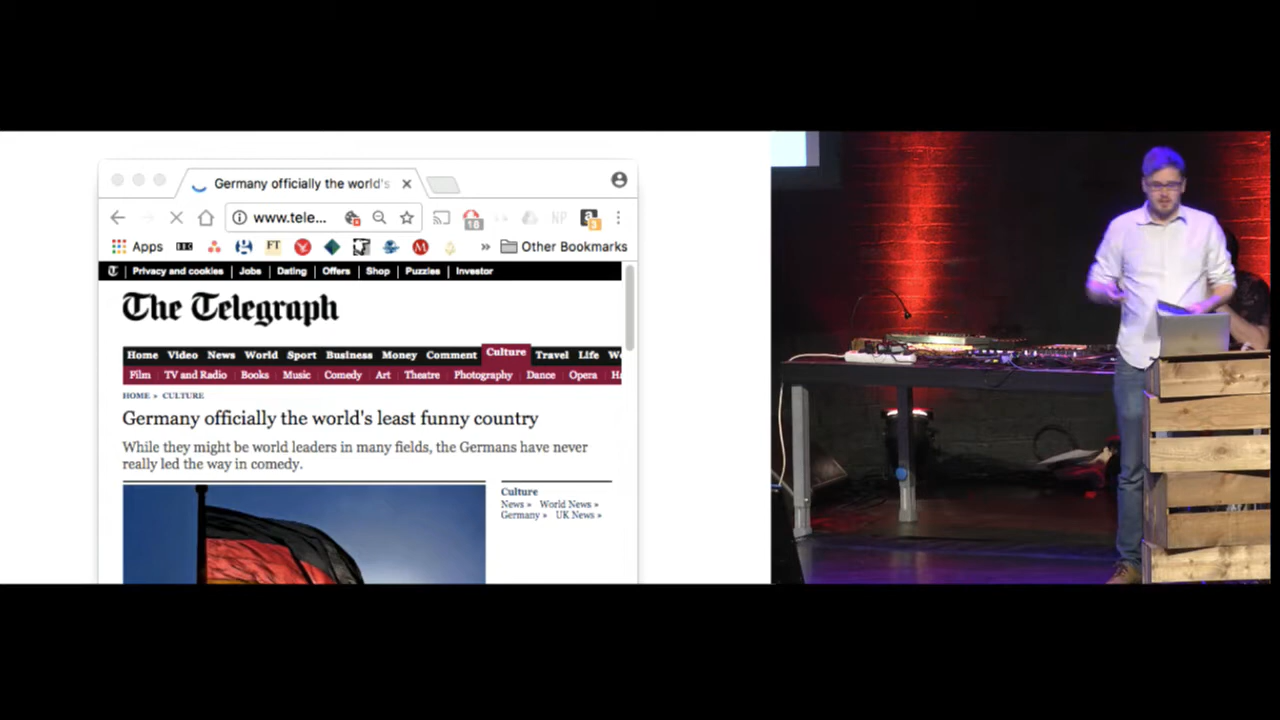 Germany officially the world's
www.tele...
16
NP
a
Apps
BBC
FT
M
»
Other Bookmarks
Privacy and cookies
Jobs
Dating
Offers
Shop
Puzzles
Investor
The Telegraph
Home Video News World Sport Business Money Comment Culture Travel Life
Film TV and Radio Books Music Comedy Art Theatre Photography Dance Opera
HOME » CULTURE
Germany officially the world's least funny country
While they might be world leaders in many fields, the Germans have never
really led the way in comedy.
Culture
News » World News »
Germany » UK News »